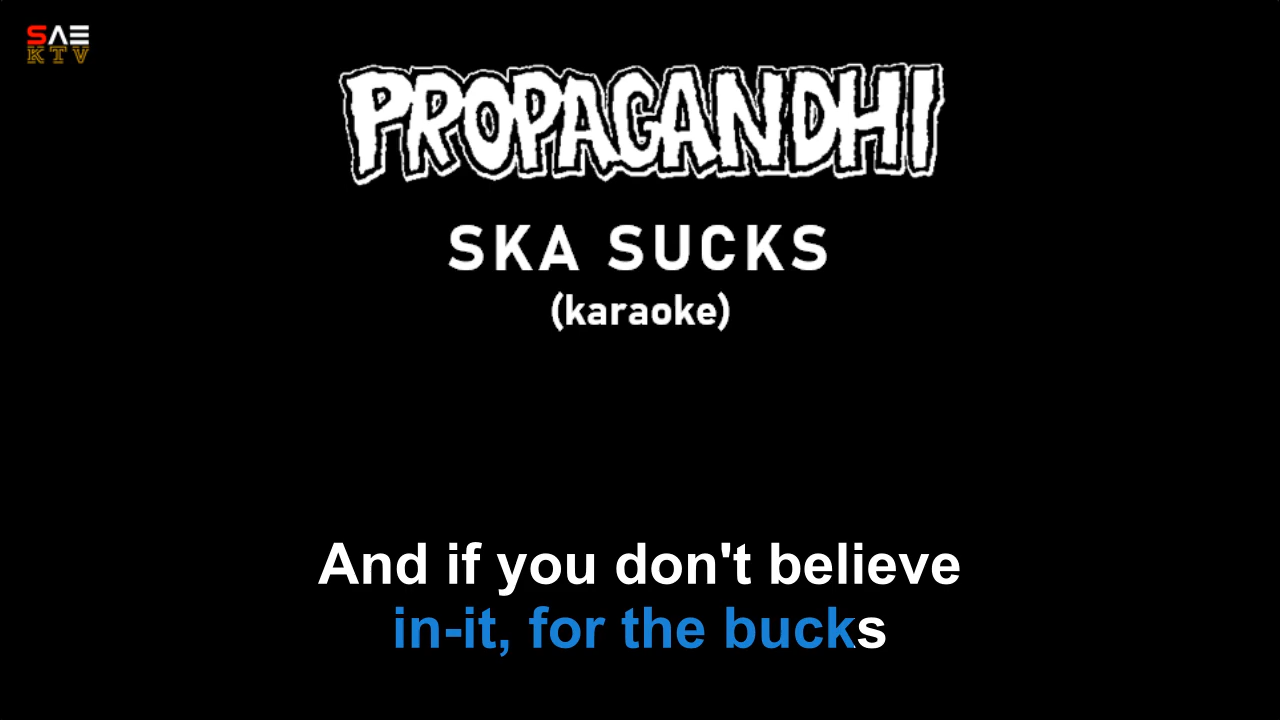 SAE
KTV
PROPAGANDHI
SKA SUCKS
(karaoke)
And if you don't believe
in-it, for the bucks